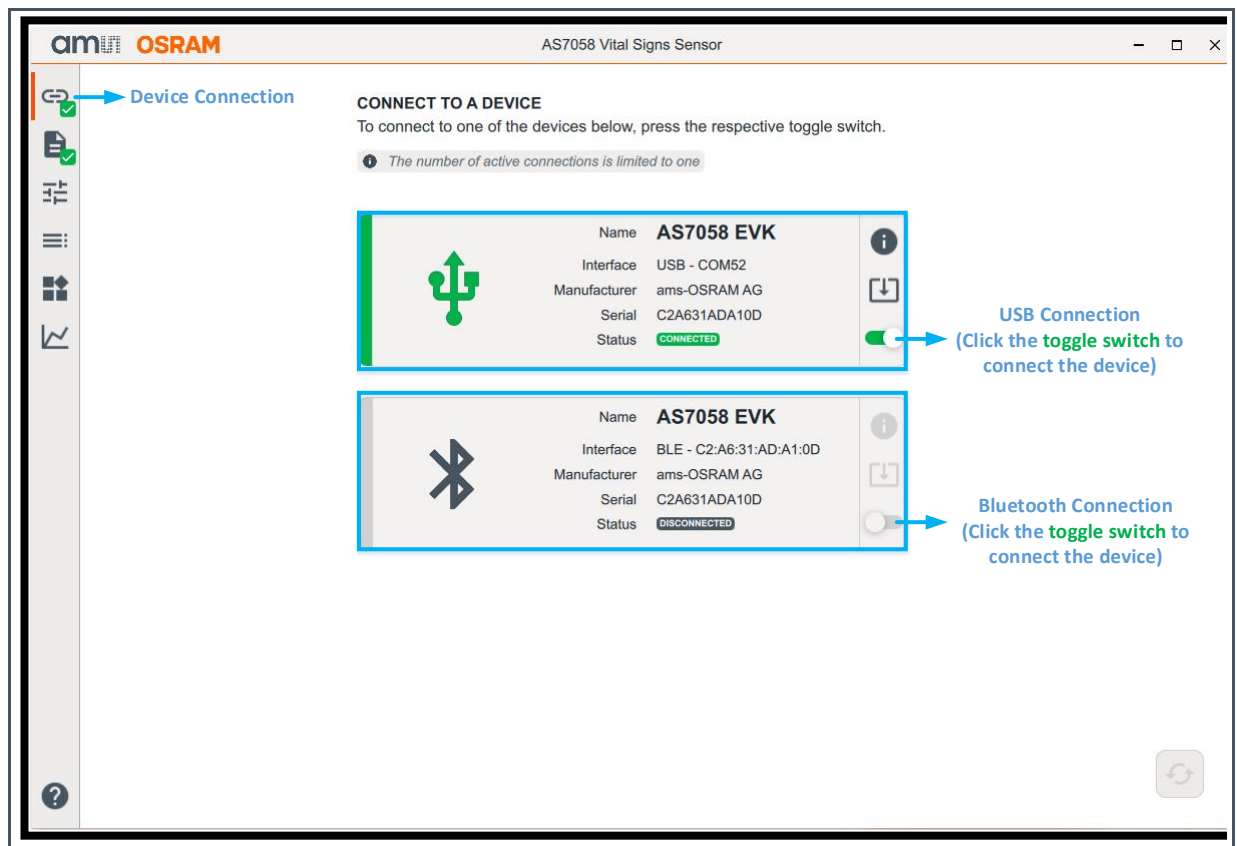 amu OSRAM
AS7058 Vital Signs Sensor
Device Connection
CONNECT TO A DEVICE
To connect to one of the devices below, press the respective toggle switch.
The number of active connections is limited to one
Name AS7058 EVK
Interface USB - COM52
Manufacturer ams-OSRAM AG
Serial C2A631ADA10D
Status CONNECTED
USB Connection
(Click the toggle switch to
connect the device)
Name AS7058 EVK
Interface BLE - C2:A6:31:AD:A1:0D
Manufacturer ams-OSRAM AG
Serial C2A631ADA10D
Status DISCONNECTED
Bluetooth Connection
(Click the toggle switch to
connect the device)